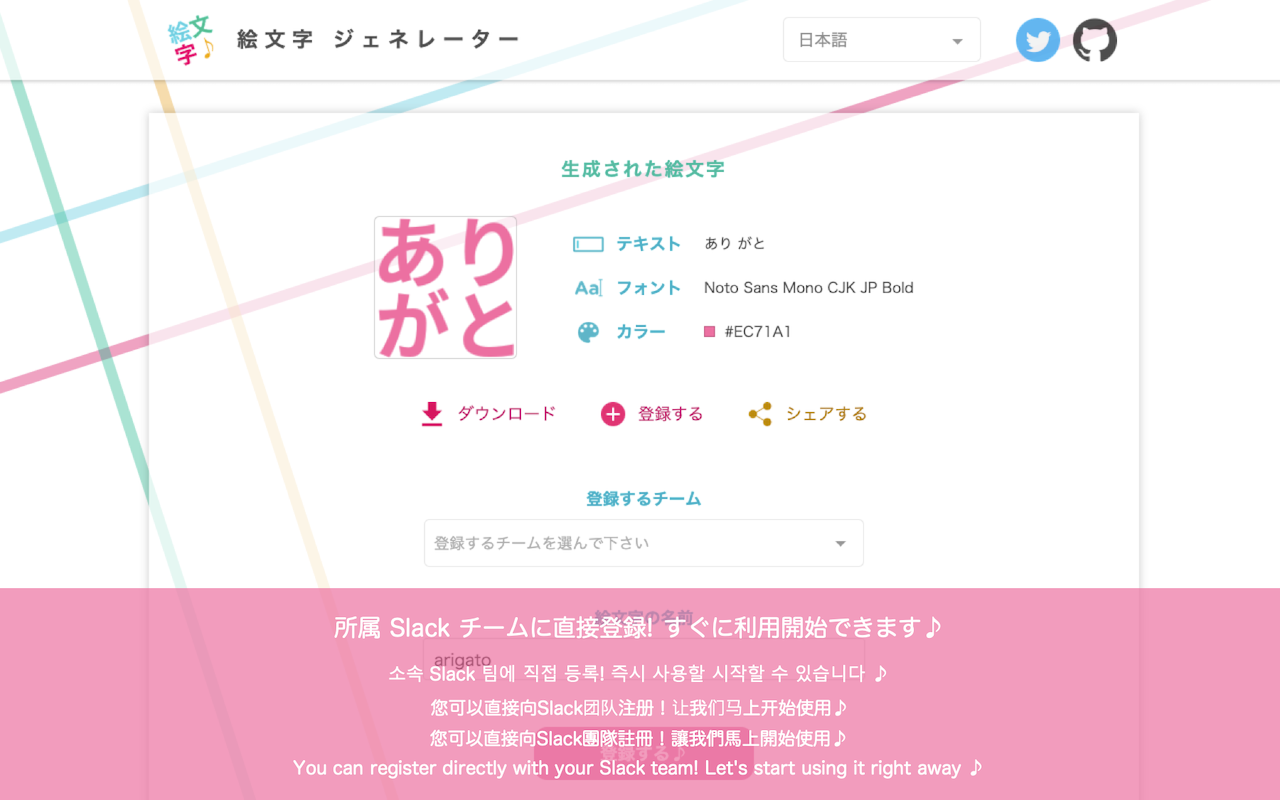 絵文字♪
絵文字 ジェネレーター
日本語
生成された絵文字
あり
がと
テキスト
あり がと
Aa
フォント
Noto Sans Mono CJK JP Bold
カラー
#EC71A1
ダウンロード
登録する
シェアする
登録するチーム
登録するチームを選んで下さい
絵文字の名前
所属 Slack チームに直接登録! すぐに利用開始できます♪
arigato
소속 Slack 팀에 직접 등록! 즉시 사용할 시작할 수 있습니다 ♪
您可以直接向Slack团队注册！让我们马上开始使用♪
您可以直接向Slack團隊註冊！讓我們馬上開始使用♪
登録する♪
You can register directly with your Slack team! Let's start using it right away ♪